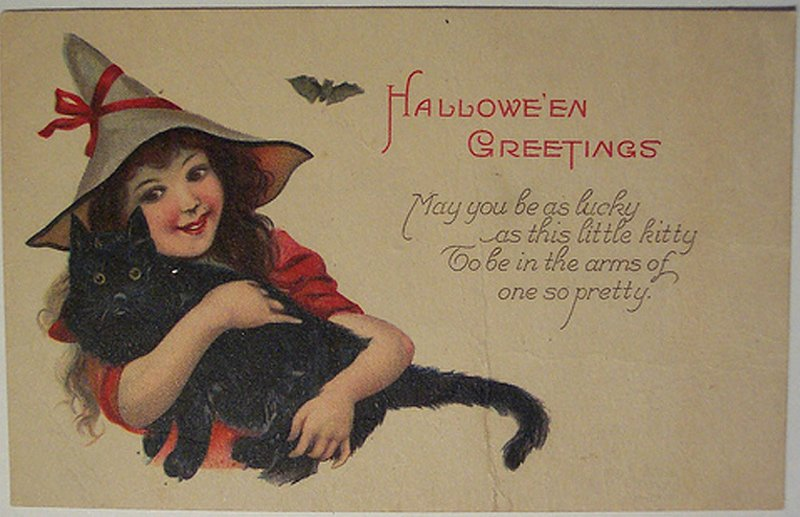 Hallowe'en
Greetings
May you be as lucky
as this little kitty
To be in the arms of
one so pretty.